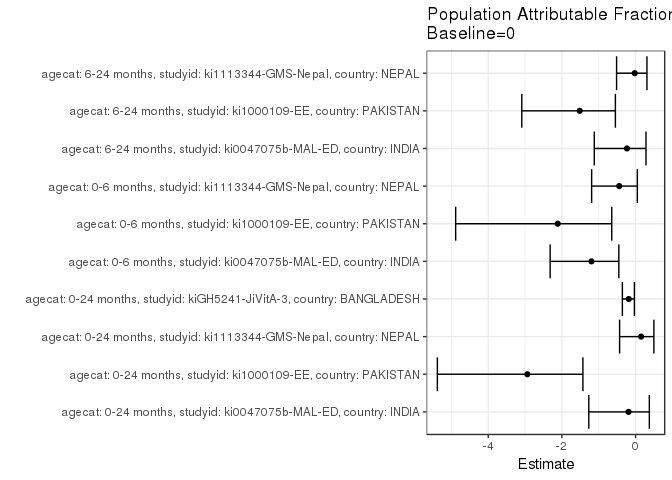 Population Attributable Fraction
Baseline=0
agecat: 6-24 months, studyid: ki1113344-GMS-Nepal, country: NEPAL
agecat: 6-24 months, studyid: ki1000109-EE, country: PAKISTAN
agecat: 6-24 months, studyid: ki0047075b-MAL-ED, country: INDIA
agecat: 0-6 months, studyid: ki1113344-GMS-Nepal, country: NEPAL
agecat: 0-6 months, studyid: ki1000109-EE, country: PAKISTAN
agecat: 0-6 months, studyid: ki0047075b-MAL-ED, country: INDIA
agecat: 0-24 months, studyid: kiGH5241-JiVitA-3, country: BANGLADESH
agecat: 0-24 months, studyid: ki1113344-GMS-Nepal, country: NEPAL
agecat: 0-24 months, studyid: ki1000109-EE, country: PAKISTAN
agecat: 0-24 months, studyid: ki0047075b-MAL-ED, country: INDIA
-4 -2 0
Estimate